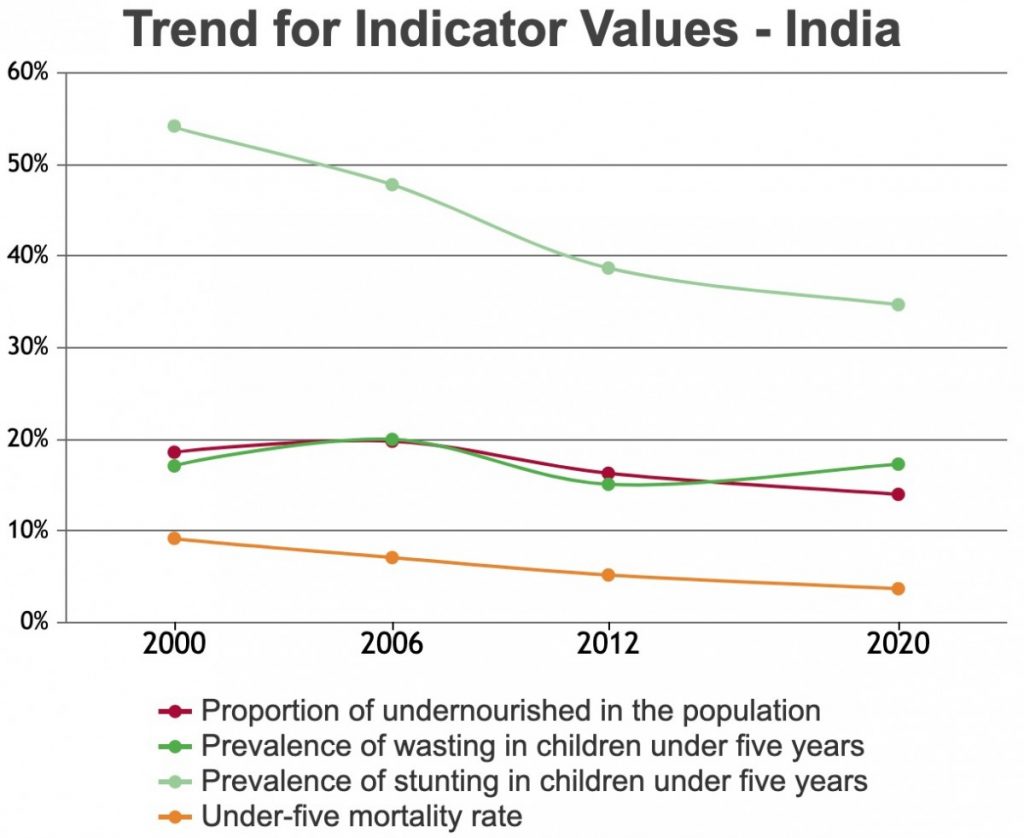 Trend for Indicator Values - India
60%
50%
40%
30%
20%
10%
0%
2000 2006 2012 2020
Proportion of undernourished in the population
Prevalence of wasting in children under five years
Prevalence of stunting in children under five years
Under-five mortality rate